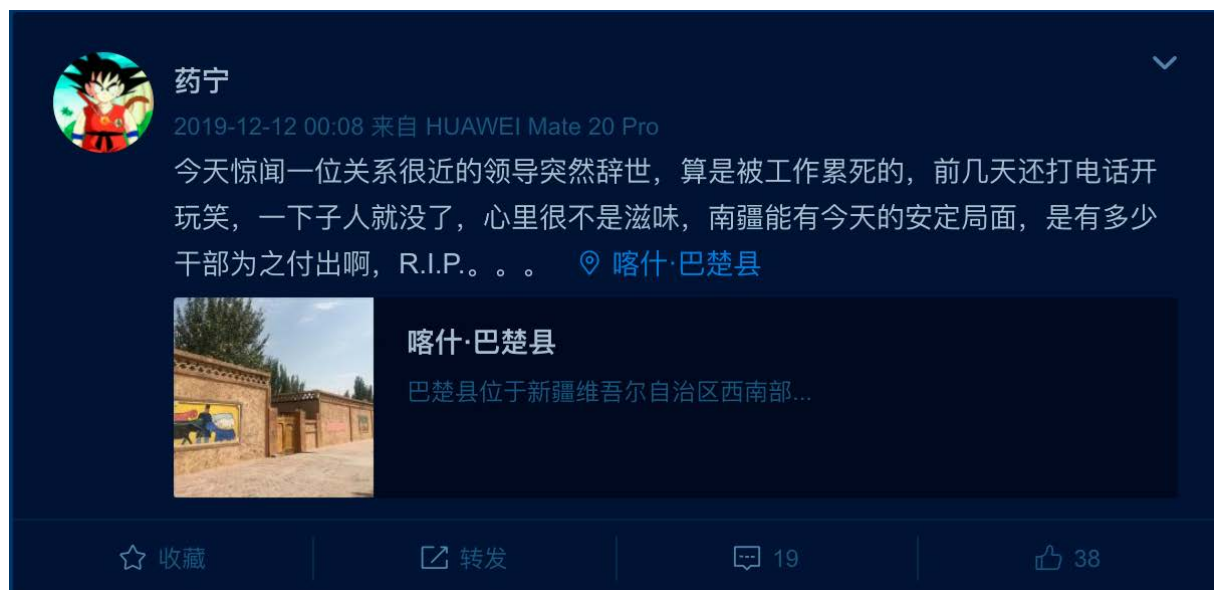 药宁
2019-12-12 00:08 来自 HUAWEI Mate 20 Pro
今天惊闻一位关系很近的领导突然辞世，算是被工作累死的，前几天还打电话开
玩笑，一下子人就没了，心里很不是滋味，南疆能有今天的安定局面，是有多少
干部为之付出啊，R.I.P.。。。 喀什·巴楚县
喀什·巴楚县
巴楚县位于新疆维吾尔自治区西南部...
收藏 转发 19 38